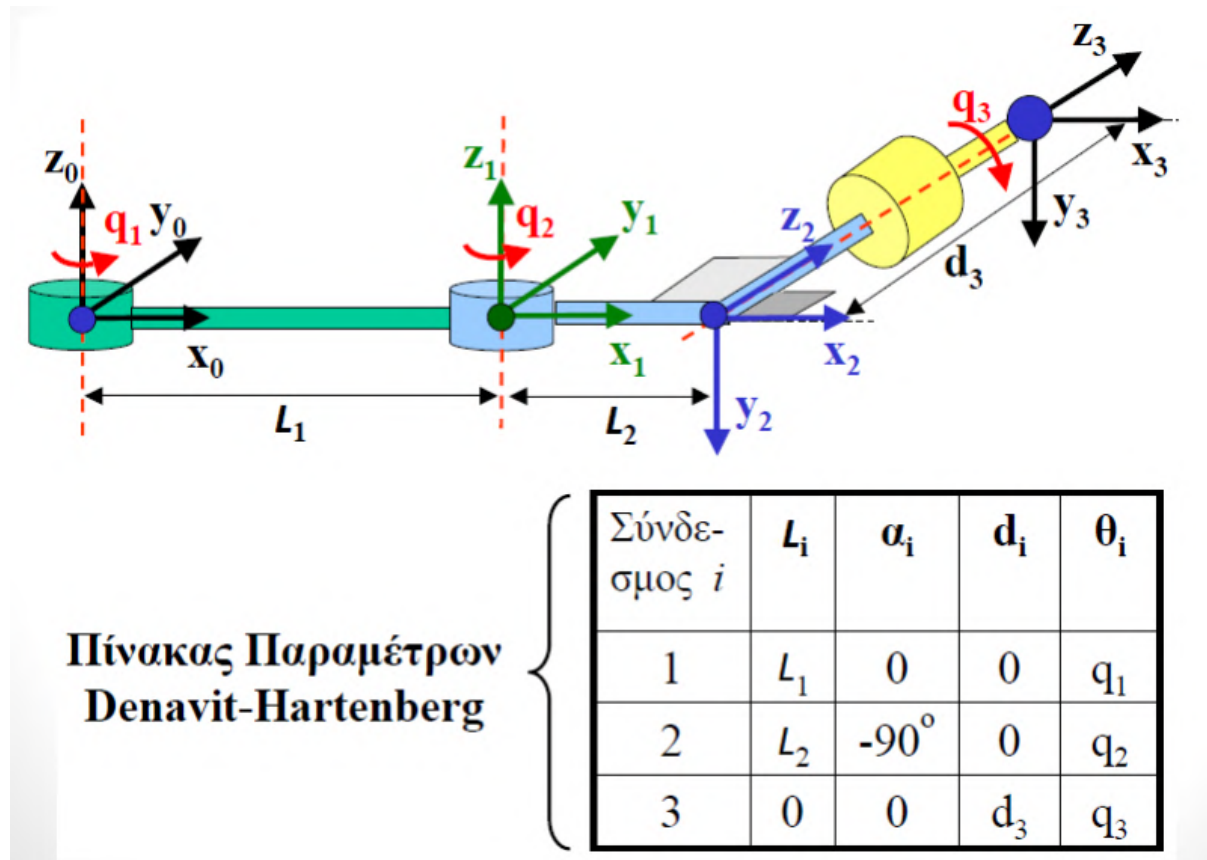 z₃
q₃
z₀
z₁
x₃
y₀
q₁
q₂
y₁
y₃
z₂
d₃
x₀
x₁
x₂
L₁
L₂
y₂
Σύνδε-
σμος i
Lᵢ
αᵢ
dᵢ
θᵢ
Πίνακας Παραμέτρων
Denavit-Hartenberg
1 L₁ 0 0 q₁
2 L₂ -90° 0 q₂
3 0 0 d₃ q₃